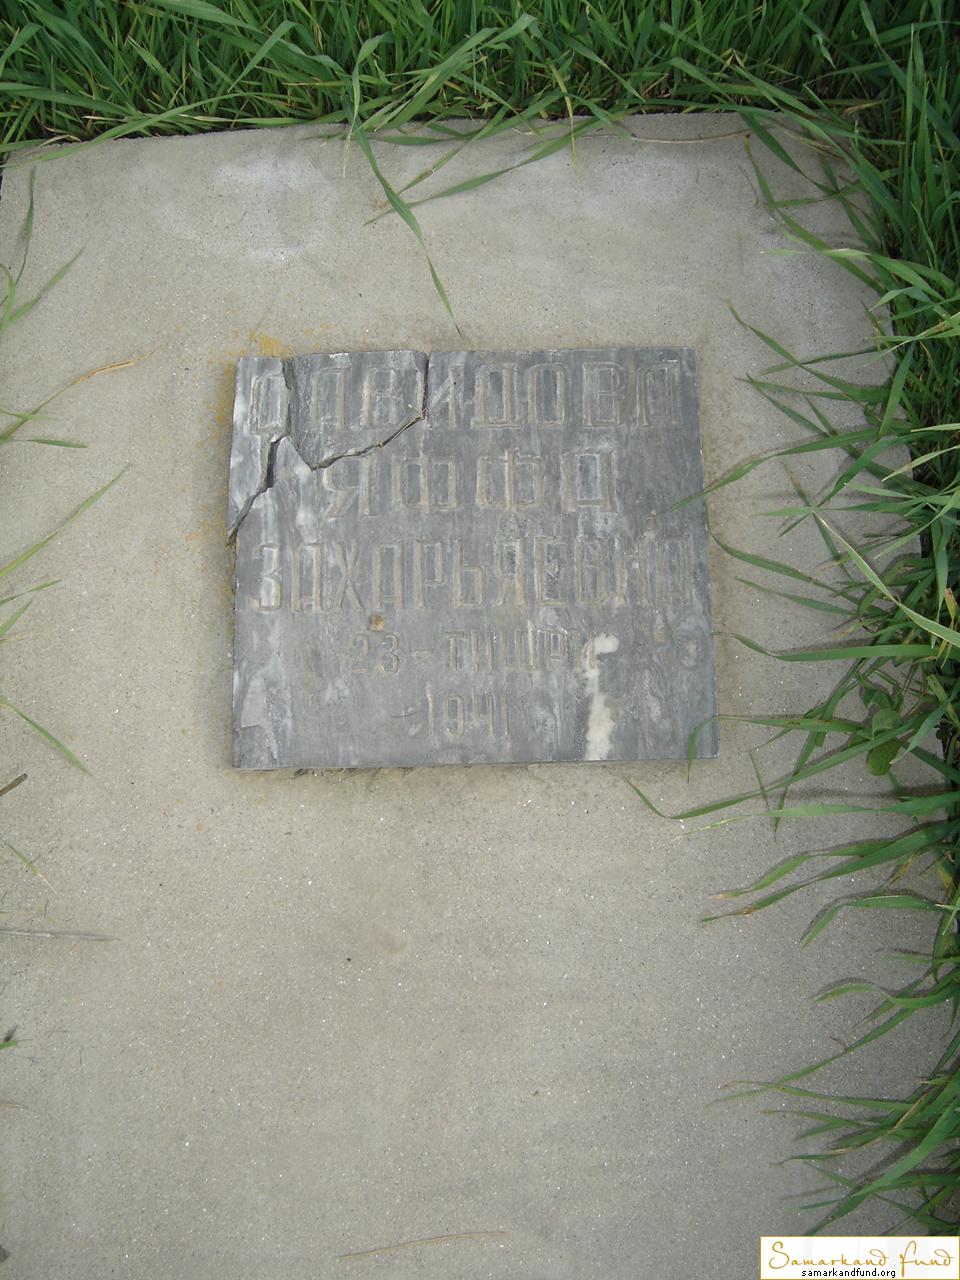 ДАВИДОВА
ЯФФА
ЗАХАРЬЯЕВНА
23 - ТИШРИ
1941
Samarkand Fund
samarkandfund.org